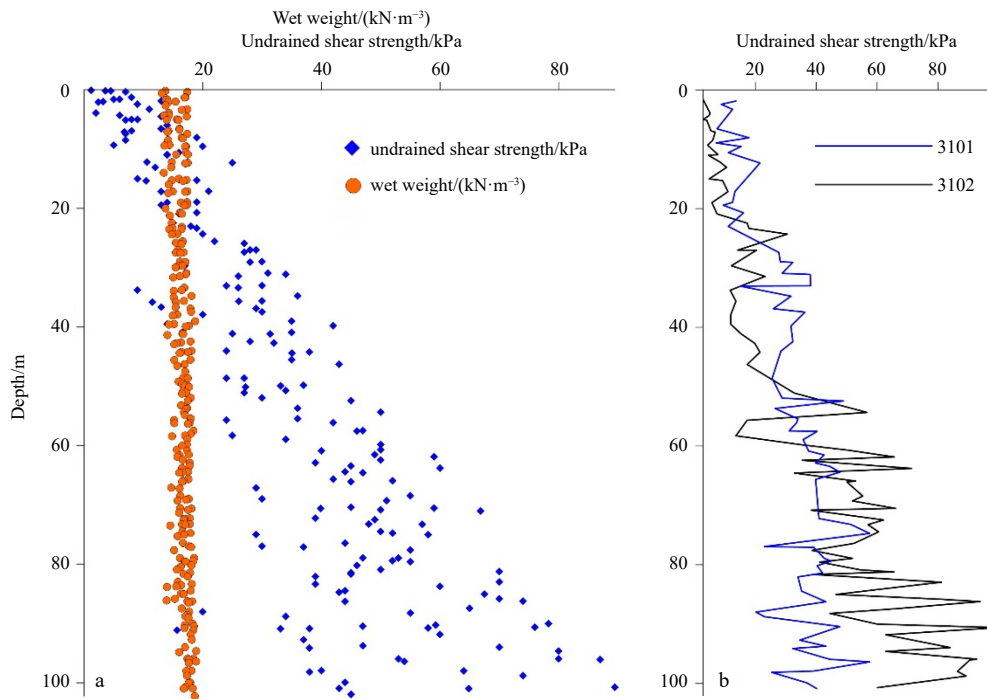 Wet weight/(kN·m⁻³)
Undrained shear strength/kPa
20 40 60 80
0
20
40
60
80
100
Depth/m
undrained shear strength/kPa
wet weight/(kN·m⁻³)
a
Undrained shear strength/kPa
20 40 60 80
0
20
40
60
80
100
3101
3102
b